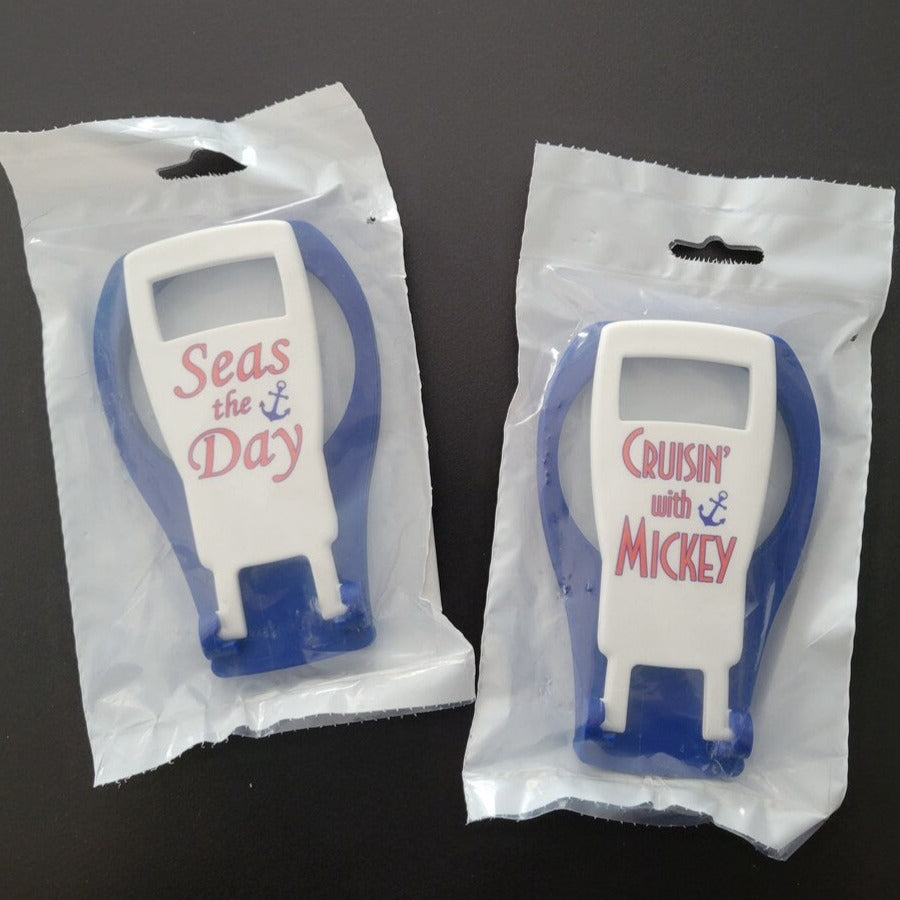 Seas
the
Day
CRUISIN'
with
MICKEY